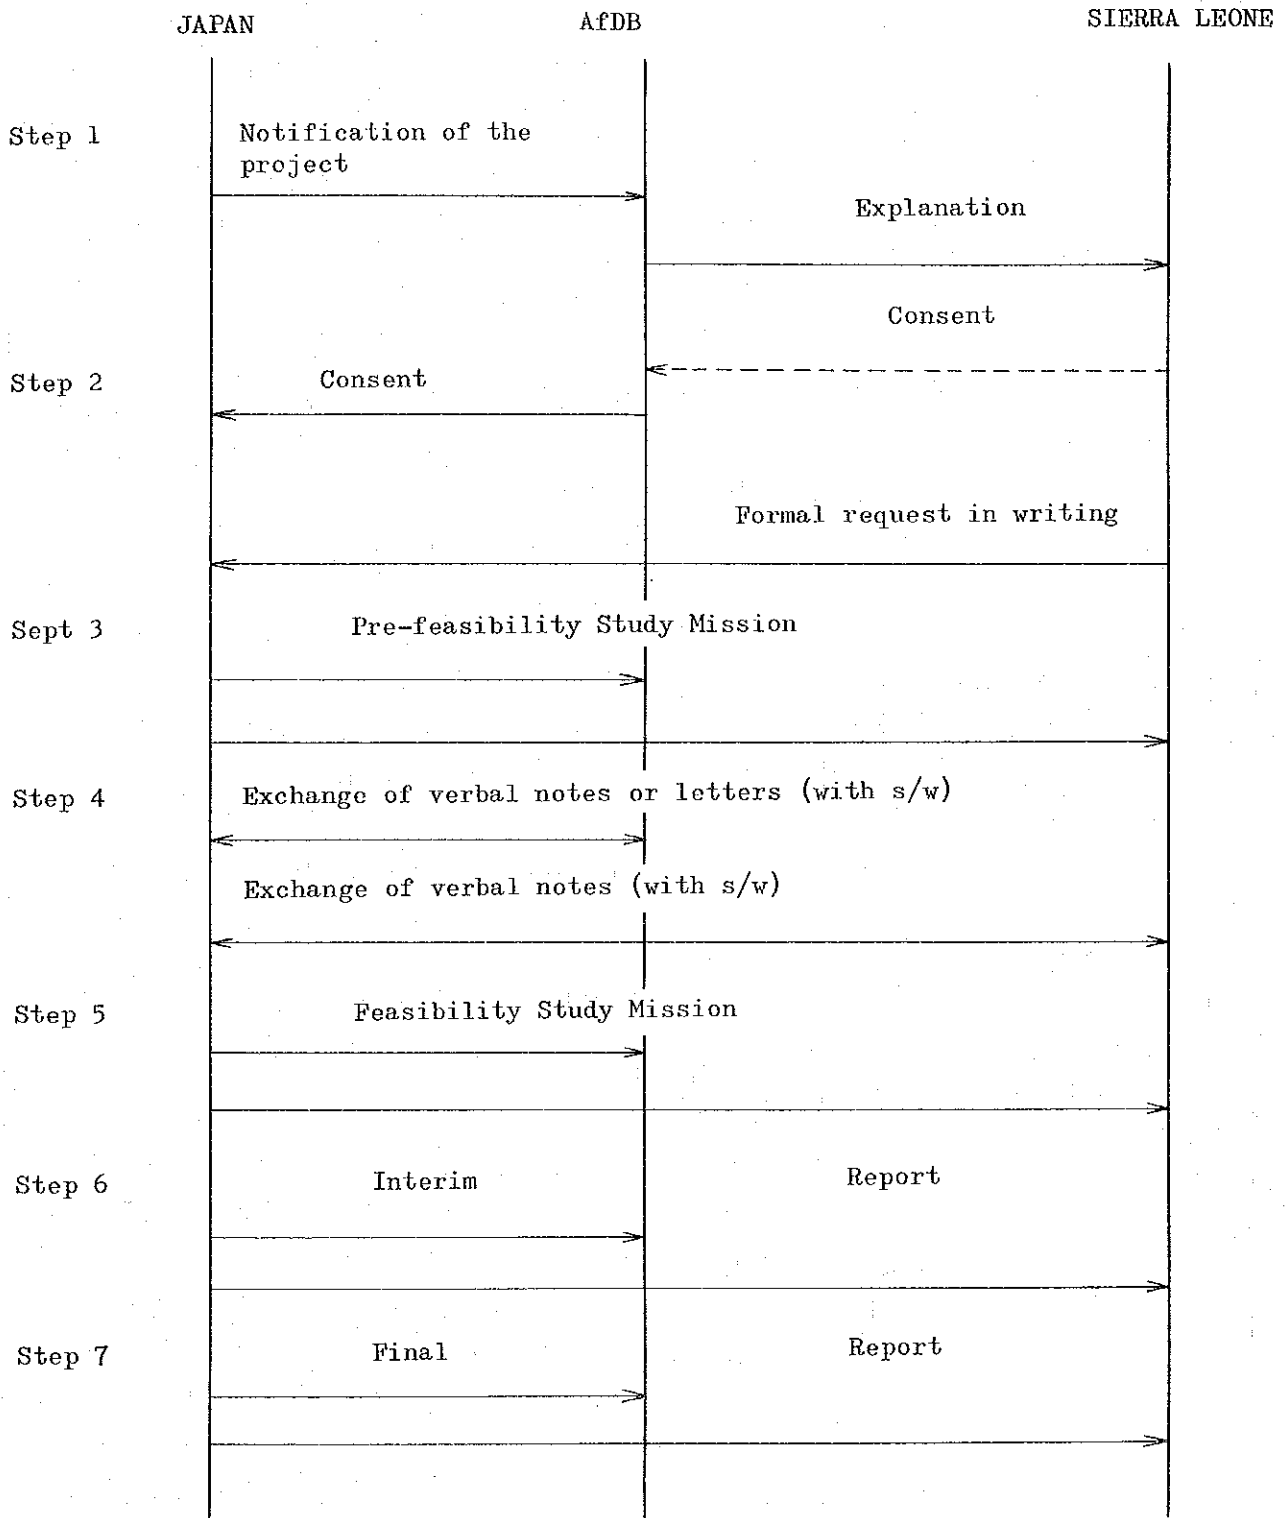 JAPAN AfDB SIERRA LEONE
Step 1 Notification of the
project
Explanation
Consent
Step 2 Consent
Formal request in writing
Sept 3 Pre-feasibility Study Mission
Step 4 Exchange of verbal notes or letters (with s/w)
Exchange of verbal notes (with s/w)
Step 5 Feasibility Study Mission
Step 6 Interim Report
Step 7 Final Report